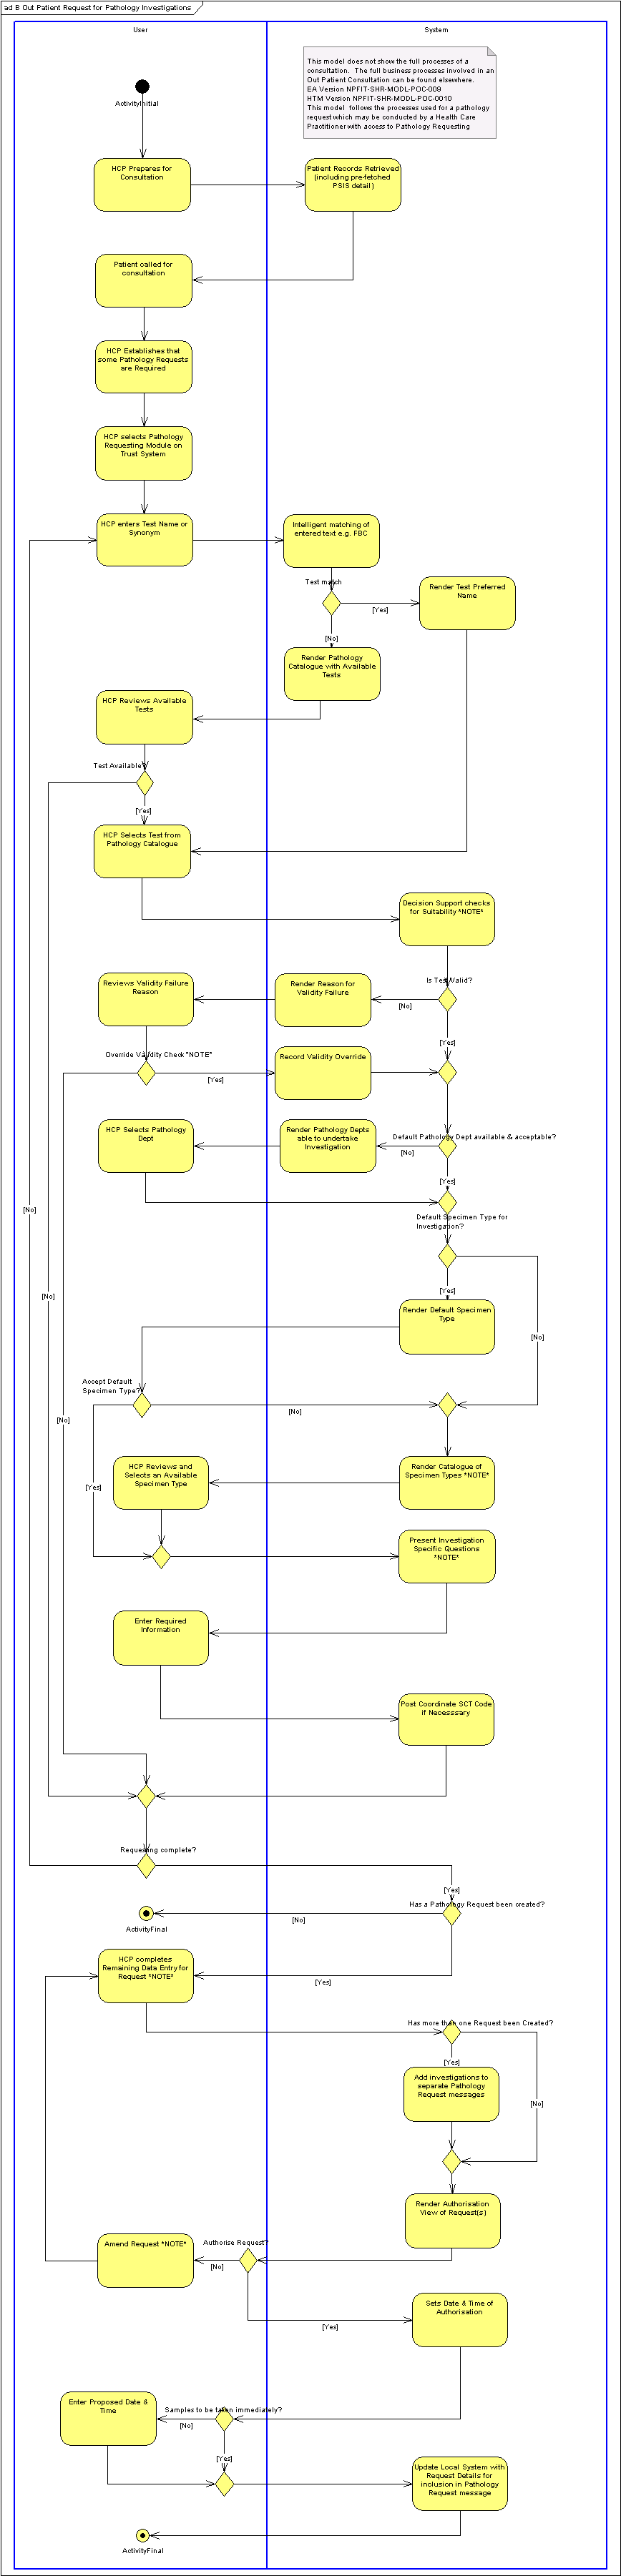 ad B Out Patient Request for Pathology Investigations
User
System
This model does not show the full processes of a
consultation. The full business processes involved in an
Out Patient Consultation can be found elsewhere.
EA Version NPFIT-SHR-MODL-POC-009
HTM Version NPFIT-SHR-MODL-POC-0010
This model follows the processes used for a pathology
request which may be conducted by a Health Care
Practitioner with access to Pathology Requesting
ActivityInitial
HCP Prepares for
Consultation
Patient Records Retrieved
(including pre-fetched
PSIS detail)
Patient called for
consultation
HCP Establishes that
some Pathology Requests
are Required
HCP selects Pathology
Requesting Module on
Trust System
HCP enters Test Name or
Synonym
Intelligent matching of
entered text e.g. FBC
Test match
[Yes]
Render Test Preferred
Name
[No]
Render Pathology
Catalogue with Available
Tests
HCP Reviews Available
Tests
Test Available?
[Yes]
HCP Selects Test from
Pathology Catalogue
Decision Support checks
for Suitability *NOTE*
Is Test Valid?
Reviews Validity Failure
Reason
Render Reason for
Validity Failure
[No]
[Yes]
Override Validity Check *NOTE*
[Yes]
Record Validity Override
HCP Selects Pathology
Dept
Render Pathology Depts
able to undertake
Investigation
Default Pathology Dept available & acceptable?
[No]
[Yes]
[No]
Default Specimen Type for
Investigation?
[Yes]
[No]
Render Default Specimen
Type
[No]
Accept Default
Specimen Type?
[No]
[No]
HCP Reviews and
Selects an Available
Specimen Type
Render Catalogue of
Specimen Types *NOTE*
[Yes]
Present Investigation
Specific Questions
*NOTE*
Enter Required
Information
Post Coordinate SCT Code
if Necesssary
Requesting complete?
[Yes]
Has a Pathology Request been created?
[No]
ActivityFinal
HCP completes
Remaining Data Entry for
Request *NOTE*
[Yes]
Has more than one Request been Created?
[Yes]
Add investigations to
separate Pathology
Request messages
[No]
Render Authorisation
View of Request(s)
Amend Request *NOTE*
Authorise Request?
[No]
[Yes]
Sets Date & Time of
Authorisation
Enter Proposed Date &
Time
Samples to be taken immediately?
[No]
[Yes]
Update Local System with
Request Details for
inclusion in Pathology
Request message
ActivityFinal